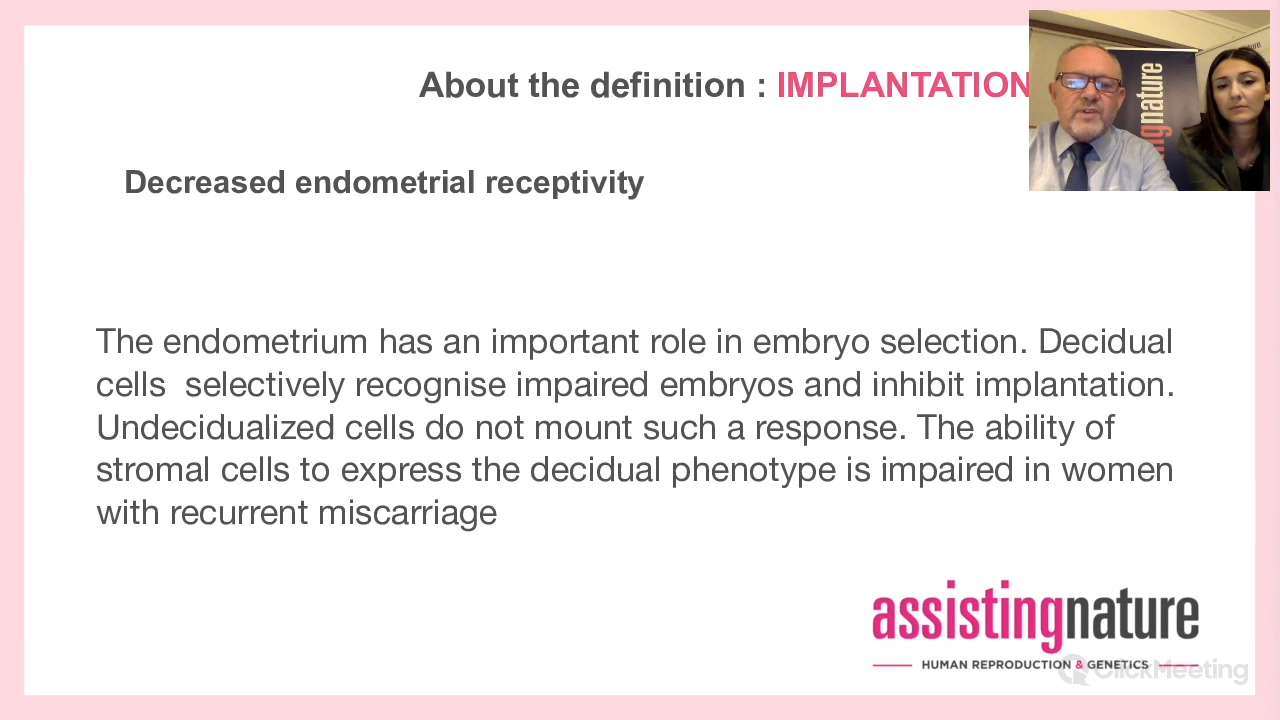 About the definition : IMPLANTATION
Decreased endometrial receptivity
The endometrium has an important role in embryo selection. Decidual
cells  selectively recognise impaired embryos and inhibit implantation.
Undecidualized cells do not mount such a response. The ability of
stromal cells to express the decidual phenotype is impaired in women
with recurrent miscarriage
assistingnature
HUMAN REPRODUCTION & GENETICS
ClickMeeting
ngnature